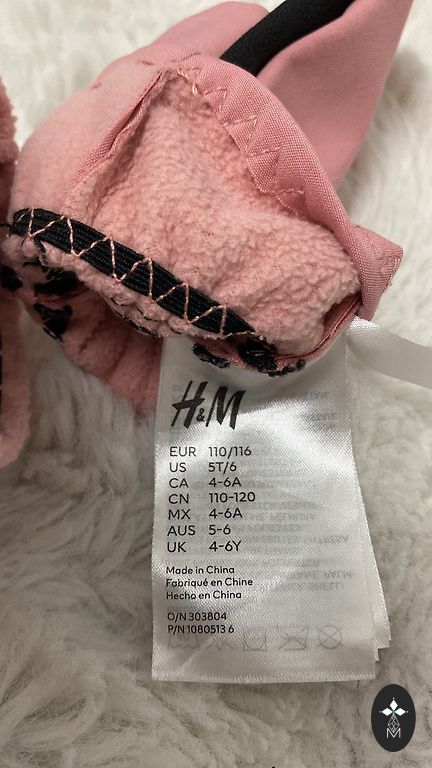 H&M
EUR 110/116
US 5T/6
CA 4-6A
CN 110-120
MX 4-6A
AUS 5-6
UK 4-6Y
Made in China
Fabriqué en Chine
Hecho en China
O/N 303804
P/N 1080513 6
M